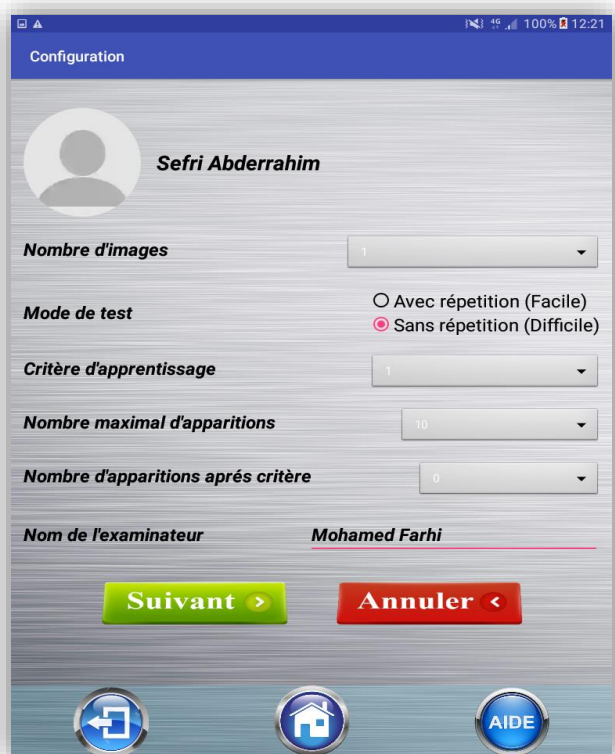 4G 100% 12:21
Configuration
Sefri Abderrahim
Nombre d'images 1
Mode de test
Avec répetition (Facile)
Sans répetition (Difficile)
Critère d'apprentissage 1
Nombre maximal d'apparitions 10
Nombre d'apparitions aprés critère 0
Nom de l'examinateur Mohamed Farhi
Suivant Annuler
AIDE